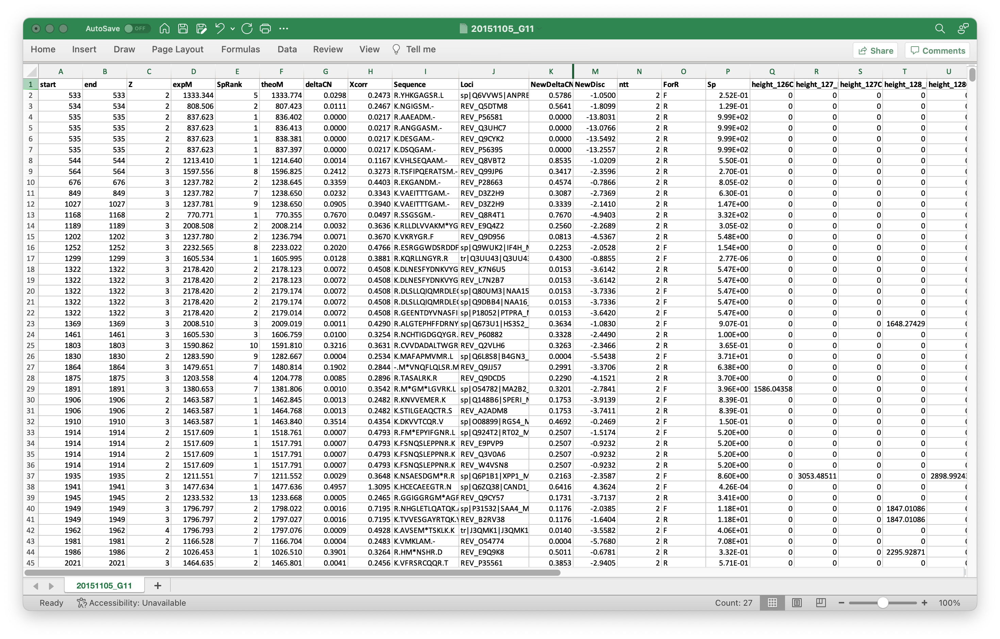 AutoSave OFF 20151105_G11
Home Insert Draw Page Layout Formulas Data Review View Tell me Share Comments
A B C D E F G H I J K M N O P Q R S T U
1 start end Z expM SpRank theoM deltaCN Xcorr Sequence Loci NewDeltaCN NewDisc ntt ForR Sp height_126C height_127_ height_127C height_128_ height_128
2 533 533 2 1333.344 5 1333.774 0.0298 0.2473 R.YHKGAGSR.L sp|Q6VVW5|ANPRE 0.5786 -1.0500 2 F 2.52E-01 0 0 0 0
3 534 534 2 808.506 2 807.423 0.0111 0.2467 K.NGIGSM.- REV_Q5DTM8 0.5641 -1.8099 2 R 1.29E-01 0 0 0 0
4 535 535 2 837.623 1 836.402 0.0000 0.0217 R.AAEADM.- REV_P56581 0.0000 -13.8031 2 R 9.99E+02 0 0 0 0
5 535 535 2 837.623 1 836.413 0.0000 0.0217 R.ANGGASM.- REV_Q3UHC7 0.0000 -13.0766 2 R 9.99E+02 0 0 0 0
6 535 535 2 837.623 1 838.381 0.0000 0.0217 K.DESGAM.- REV_Q9CYK2 0.0000 -13.5492 2 R 9.99E+02 0 0 0 0
7 535 535 2 837.623 1 837.397 0.0000 0.0217 K.DSQGAM.- REV_P56395 0.0000 -13.2557 2 R 9.99E+02 0 0 0 0
8 544 544 2 1213.410 1 1214.640 0.0014 0.1167 K.VHLSEQAAM.- REV_Q8VBT2 0.8535 -1.0209 2 R 5.50E-01 0 0 0 0
9 564 564 3 1597.556 8 1596.825 0.2412 0.3273 R.TSFIPQERATSM.- REV_Q99JP6 0.3417 -2.3596 2 R 2.70E-01 0 0 0 0
10 676 676 3 1237.782 2 1238.645 0.3359 0.4403 R.EKGANDM.- REV_P28663 0.4574 -0.7866 2 R 8.05E-02 0 0 0 0
11 849 849 3 1237.782 7 1238.650 0.0232 0.3343 K.VAEITTTGAM.- REV_D3Z2H9 0.3087 -2.7369 2 R 6.30E-01 0 0 0 0
12 1027 1027 3 1237.781 9 1238.650 0.0905 0.3940 K.VAEITTTGAM.- REV_D3Z2H9 0.3339 -2.1410 2 R 1.47E+00 0 0 0 0
13 1168 1168 2 770.771 1 770.355 0.7670 0.0497 R.SSGSGM.- REV_Q8R4T1 0.7670 -4.9403 2 R 3.32E+02 0 0 0 0
14 1189 1189 3 2008.508 2 2008.214 0.0032 0.3636 K.RLLDLVVAKM*YG REV_E9Q4Z2 0.2560 -2.2689 2 R 3.05E-02 0 0 0 0
15 1202 1202 3 1237.780 2 1236.794 0.0071 0.3670 K.VKRYGR.F REV_Q9D956 0.0813 -4.5367 2 R 5.48E+00 0 0 0 0
16 1252 1252 3 2232.565 8 2233.022 0.2020 0.4766 R.ESRGGWDSRDDF sp|Q9WUK2|IF4H_M 0.2253 -2.0528 2 F 1.54E+00 0 0 0 0
17 1299 1299 3 1605.534 1 1605.995 0.0128 0.3881 R.KQRLLNGYR.R tr|Q3UU43|Q3UU43 0.4300 -0.8855 2 F 2.77E-06 0 0 0 0
18 1322 1322 3 2178.420 2 2178.123 0.0072 0.4508 K.DLNESFYDNKVYG REV_K7N6U5 0.0153 -3.6142 2 R 5.47E+00 0 0 0 0
19 1322 1322 3 2178.420 2 2178.123 0.0072 0.4508 K.DLNESFYDNKVYG REV_L7N2B7 0.0153 -3.6142 2 R 5.47E+00 0 0 0 0
20 1322 1322 3 2178.420 2 2179.174 0.0072 0.4508 R.DLSLLQIQMRDLE sp|Q80UM3|NAA15 0.0153 -3.7336 2 F 5.47E+00 0 0 0 0
21 1322 1322 3 2178.420 2 2179.174 0.0072 0.4508 R.DLSLLQIQMRDLE sp|Q9DBB4|NAA16_ 0.0153 -3.7336 2 F 5.47E+00 0 0 0 0
22 1322 1322 3 2178.420 2 2179.014 0.0072 0.4508 R.GEENTDYVNASFI sp|P18052|PTPRA_M 0.0153 -3.6420 2 F 5.47E+00 0 0 0 0
23 1369 1369 3 2008.510 3 2009.019 0.0011 0.4290 R.ALGTEPHFFDRNY sp|Q673U1|HS3S2_ 0.3634 -1.0830 2 F 9.07E-01 0 0 0 1648.27429
24 1461 1461 3 1605.530 3 1606.759 0.0100 0.3254 R.NCHTIGDGQYGR. REV_P60882 0.3328 -2.4490 2 R 1.00E+00 0 0 0 0
25 1803 1803 3 1590.862 10 1591.810 0.3216 0.3631 R.CVVDADALTWGR REV_Q2VLH6 0.3263 -2.3466 2 R 3.65E-01 0 0 0 0
26 1830 1830 2 1283.590 9 1282.667 0.0004 0.2534 K.MAFAPMVMR.L sp|Q6L8S8|B4GN3_ 0.0004 -5.5438 2 F 3.71E+01 0 0 0 0
27 1864 1864 3 1479.651 7 1480.814 0.1902 0.2844 -.M*VNQFLQLSR.M REV_Q9JJ57 0.2991 -3.3706 2 R 6.38E+00 0 0 0 0
28 1875 1875 3 1203.558 4 1204.778 0.0085 0.2896 R.TASALRK.R REV_Q9DCD5 0.2290 -4.1521 2 R 3.70E+00 0 0 0 0
29 1891 1891 3 1380.653 7 1381.806 0.0010 0.3542 R.M*GM*LGVRK.L sp|O54782|MA2B2_ 0.3201 -2.7841 2 F 3.96E+00 1586.04358 0 0 0
30 1906 1906 2 1463.587 1 1462.845 0.0013 0.2482 R.KNVVEMER.K sp|Q148B6|SPERI_M 0.1753 -3.9139 2 F 8.39E-01 0 0 0 0
31 1906 1906 2 1463.587 1 1464.768 0.0013 0.2482 K.STILGEAQCTR.S REV_A2ADM8 0.1753 -3.7411 2 R 8.39E-01 0 0 0 0
32 1910 1910 3 1463.587 1 1463.840 0.3514 0.4354 K.DKVVTCQR.V sp|O08899|RGS4_M 0.4692 -0.2469 2 F 1.50E-01 0 0 0 0
33 1914 1914 2 1517.609 1 1518.761 0.0007 0.4793 R.FM*EPYIFGNR.L sp|Q924T2|RT02_M 0.2507 -1.5174 2 F 5.20E+00 0 0 0 0
34 1914 1914 2 1517.609 1 1517.791 0.0007 0.4793 K.FSNQSLEPPNR.K REV_E9PVP9 0.2507 -0.9232 2 R 5.20E+00 0 0 0 0
35 1914 1914 2 1517.609 1 1517.791 0.0007 0.4793 K.FSNQSLEPPNR.K REV_Q3V0A6 0.2507 -0.9232 2 R 5.20E+00 0 0 0 0
36 1914 1914 2 1517.609 1 1517.791 0.0007 0.4793 K.FSNQSLEPPNR.K REV_W4VSN8 0.2507 -0.9232 2 R 5.20E+00 0 0 0 0
37 1935 1935 2 1211.551 7 1211.552 0.0029 0.3648 K.NSAESDGM*R.R sp|Q6P1B1|XPP1_M 0.2163 -2.3587 2 F 8.60E+00 0 3053.48511 0 0 2898.99243
38 1941 1941 3 1477.634 1 1477.636 0.4957 1.3095 K.HCECAEEGTR.N sp|Q6ZQ38|CAND1_ 0.6416 4.3624 2 F 4.26E-04 0 0 0 0
39 1945 1945 2 1233.532 13 1233.668 0.0005 0.2465 R.GGIGGRGM*AGR REV_Q9CY57 0.1731 -3.7137 2 R 3.41E+00 0 0 0 0
40 1949 1949 3 1796.797 2 1798.022 0.0016 0.7195 R.NHGLETLQATQK. sp|P31532|SAA4_M 0.1176 -2.0385 2 F 1.18E+01 0 0 0 1847.01086
41 1949 1949 3 1796.797 2 1797.027 0.0016 0.7195 K.TVVESGAYRTQK.Y REV_B2RV38 0.1176 -1.6404 2 R 1.18E+01 0 0 0 1847.01086
42 1962 1962 4 1796.793 2 1797.076 0.0009 0.4928 K.AVSEM*TSKLK.K tr|J3QMK1|J3QMK1 0.0140 -3.5582 2 F 4.06E+01 0 0 0 0
43 1981 1981 2 1166.528 7 1166.704 0.0004 0.2483 K.VMKLAM.- REV_O54774 0.0004 -5.7680 2 R 7.08E+01 0 0 0 0
44 1986 1986 2 1026.453 1 1026.510 0.3901 0.3264 R.HM*NSHR.D REV_E9Q9K8 0.5011 -0.6781 2 R 3.32E-01 0 0 0 2295.92871
45 2021 2021 3 1464.635 2 1465.801 0.0041 0.2456 K.VFRSRCQQR.T REV_P35561 0.3853 -2.9405 2 R 5.71E-01 0 0 0 0
20151105_G11 +
Ready Accessibility: Unavailable Count: 27 − + 100%